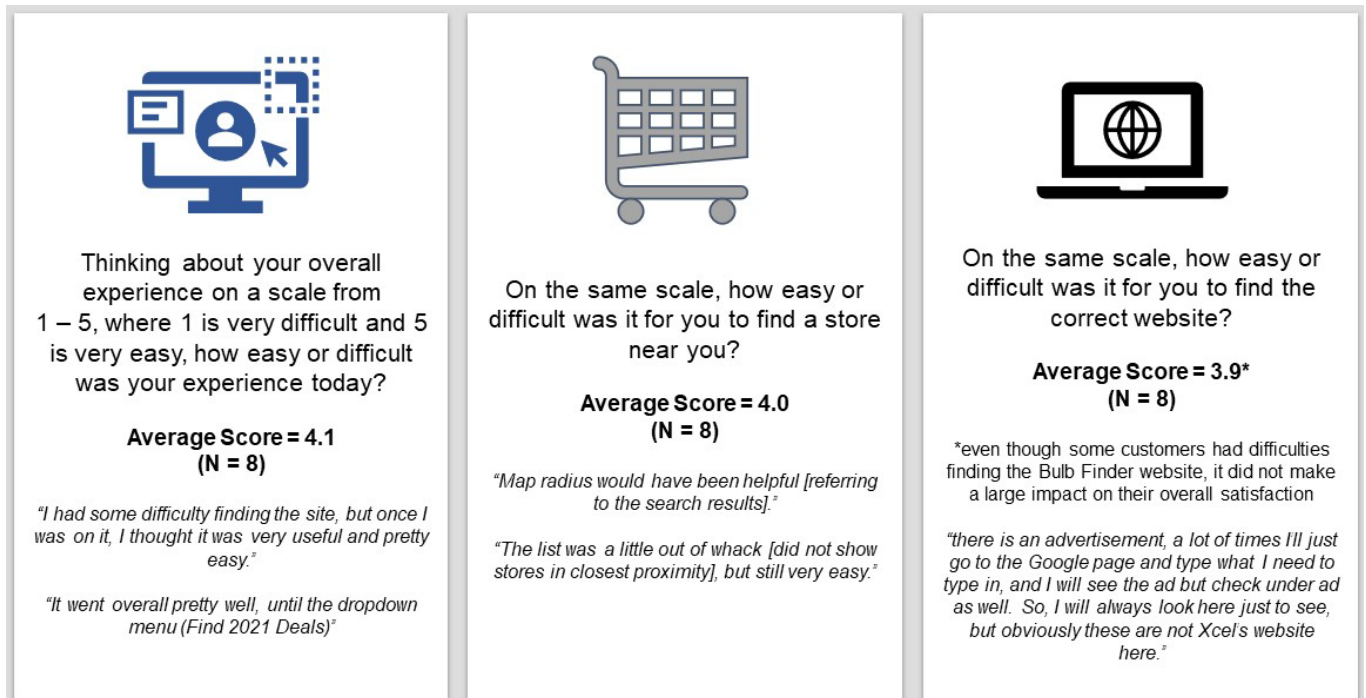 Thinking about your overall
experience on a scale from
1 – 5, where 1 is very difficult and 5
is very easy, how easy or difficult
was your experience today?
Average Score = 4.1
(N = 8)
“I had some difficulty finding the site, but once I
was on it, I thought it was very useful and pretty
easy.”
“It went overall pretty well, until the dropdown
menu (Find 2021 Deals)”
On the same scale, how easy or
difficult was it for you to find a store
near you?
Average Score = 4.0
(N = 8)
“Map radius would have been helpful [referring
to the search results].”
“The list was a little out of whack [did not show
stores in closest proximity], but still very easy.”
On the same scale, how easy or
difficult was it for you to find the
correct website?
Average Score = 3.9*
(N = 8)
*even though some customers had difficulties
finding the Bulb Finder website, it did not make
a large impact on their overall satisfaction
“there is an advertisement, a lot of times I’ll just
go to the Google page and type what I need to
type in, and I will see the ad but check under ad
as well. So, I will always look here just to see,
but obviously these are not Xcel’s website
here.”